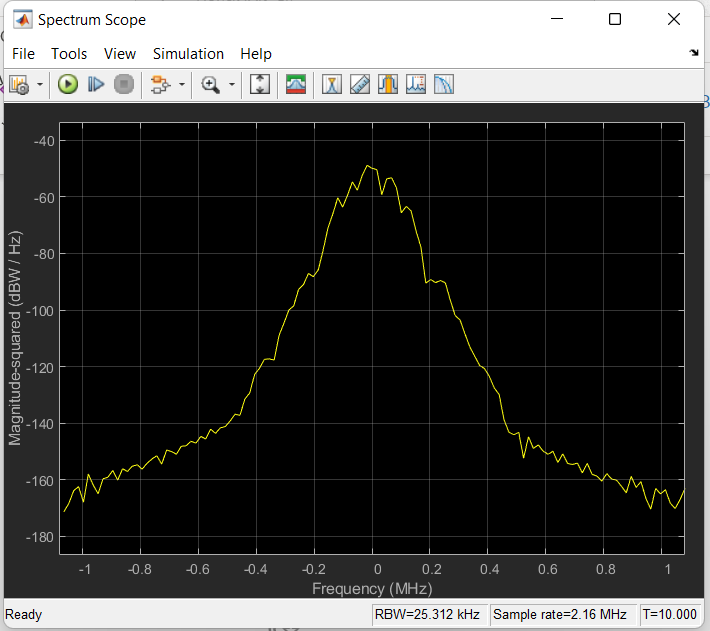 Spectrum Scope
File Tools View Simulation Help
-40
-60
-80
-100
-120
-140
-160
-180
Magnitude-squared (dBW / Hz)
-1 -0.8 -0.6 -0.4 -0.2 0 0.2 0.4 0.6 0.8 1
Frequency (MHz)
Ready RBW=25.312 kHz Sample rate=2.16 MHz T=10.000